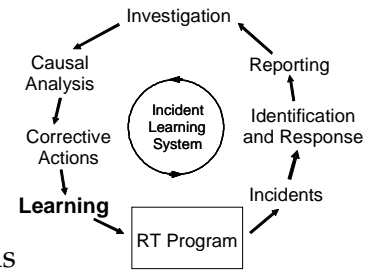 Investigation
Causal
Analysis
Reporting
Incident
Learning
System
Identification
and Response
Corrective
Actions
Incidents
Learning
RT Program